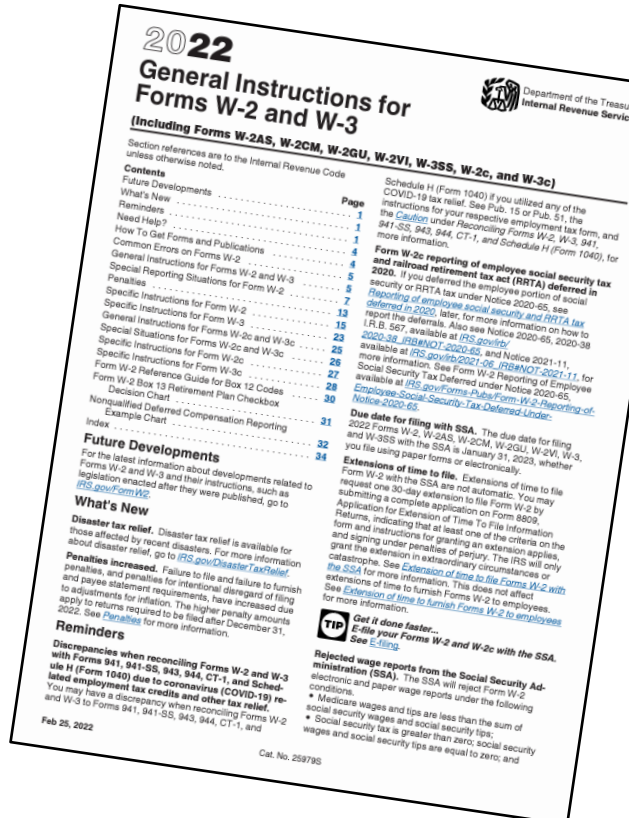 2022
General Instructions for
Forms W-2 and W-3
(Including Forms W-2AS, W-2CM, W-2GU, W-2VI, W-3SS, W-2c, and W-3c)
Department of the Treasu
Internal Revenue Servic
Section references are to the Internal Revenue Code
unless otherwise noted.
Contents Page
Future Developments 1
What's New 1
Reminders 1
Need Help? 4
How To Get Forms and Publications 4
Common Errors on Forms W-2 5
General Instructions for Forms W-2 and W-3 5
Special Reporting Situations for Form W-2 7
Penalties 13
Specific Instructions for Form W-2 15
Specific Instructions for Form W-3 23
General Instructions for Forms W-2c and W-3c 25
Special Situations for Forms W-2c and W-3c 26
Specific Instructions for Form W-2c 27
Specific Instructions for Form W-3c 28
Form W-2 Reference Guide for Box 12 Codes 30
Form W-2 Box 13 Retirement Plan Checkbox
Decision Chart 31
Nonqualified Deferred Compensation Reporting
Example Chart 32
Index 34
Future Developments
For the latest information about developments related to
Forms W-2 and W-3 and their instructions, such as
legislation enacted after they were published, go to
IRS.gov/FormW2.
What's New
Disaster tax relief. Disaster tax relief is available for
those affected by recent disasters. For more information
about disaster relief, go to IRS.gov/DisasterTaxRelief.
Penalties increased. Failure to file and failure to furnish
penalties, and penalties for intentional disregard of filing
and payee statement requirements, have increased due
to adjustments for inflation. The higher penalty amounts
apply to returns required to be filed after December 31,
2022. See Penalties for more information.
Reminders
Discrepancies when reconciling Forms W-2 and W-3
with Forms 941, 941-SS, 943, 944, CT-1, and Sched-
ule H (Form 1040) due to coronavirus (COVID-19) re-
lated employment tax credits and other tax relief.
You may have a discrepancy when reconciling Forms W-2
and W-3 to Forms 941, 941-SS, 943, 944, CT-1, and
Schedule H (Form 1040) if you utilized any of the
COVID-19 tax relief. See Pub. 15 or Pub. 51, the
instructions for your respective employment tax form, and
the Caution under Reconciling Forms W-2, W-3, 941,
941-SS, 943, 944, CT-1, and Schedule H (Form 1040), for
more information.
Form W-2c reporting of employee social security tax
and railroad retirement tax act (RRTA) deferred in
2020. If you deferred the employee portion of social
security or RRTA tax under Notice 2020-65, see
Reporting of employee social security and RRTA tax
deferred in 2020, later, for more information on how to
report the deferrals. Also see Notice 2020-65, 2020-38
I.R.B. 567, available at IRS.gov/irb/
2020-38_IRB#NOT-2020-65, and Notice 2021-11,
available at IRS.gov/irb/2021-06_IRB#NOT-2021-11, for
more information. See Form W-2 Reporting of Employee
Social Security Tax Deferred under Notice 2020-65,
available at IRS.gov/Forms-Pubs/Form-W-2-Reporting-of-
Employee-Social-Security-Tax-Deferred-Under-
Notice-2020-65.
Due date for filing with SSA. The due date for filing
2022 Forms W-2, W-2AS, W-2CM, W-2GU, W-2VI, W-3,
and W-3SS with the SSA is January 31, 2023, whether
you file using paper forms or electronically.
Extensions of time to file. Extensions of time to file
Form W-2 with the SSA are not automatic. You may
request one 30-day extension to file Form W-2 by
submitting a complete application on Form 8809,
Application for Extension of Time To File Information
Returns, indicating that at least one of the criteria on the
form and instructions for granting an extension applies,
and signing under penalties of perjury. The IRS will only
grant the extension in extraordinary circumstances or
catastrophe. See Extension of time to file Forms W-2 with
the SSA for more information. This does not affect
extensions of time to furnish Forms W-2 to employees.
See Extension of time to furnish Forms W-2 to employees
for more information.
TIP
Get it done faster...
E-file your Forms W-2 and W-2c with the SSA.
See E-filing.
Rejected wage reports from the Social Security Ad-
ministration (SSA). The SSA will reject Form W-2
electronic and paper wage reports under the following
conditions.
• Medicare wages and tips are less than the sum of
social security wages and social security tips;
• Social security tax is greater than zero; social security
wages and social security tips are equal to zero; and
Feb 25, 2022
Cat. No. 25979S